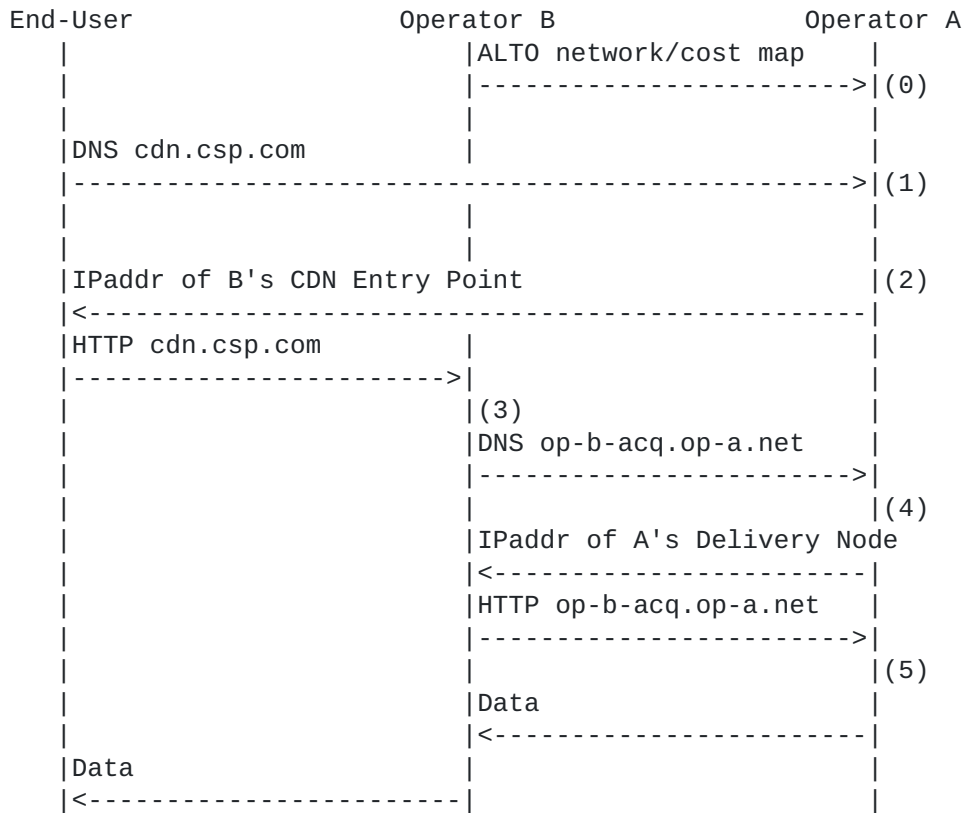 End-User Operator B Operator A
ALTO network/cost map
(0)
DNS cdn.csp.com
(1)
IPaddr of B's CDN Entry Point (2)
HTTP cdn.csp.com
(3)
DNS op-b-acq.op-a.net
(4)
IPaddr of A's Delivery Node
HTTP op-b-acq.op-a.net
(5)
Data
Data